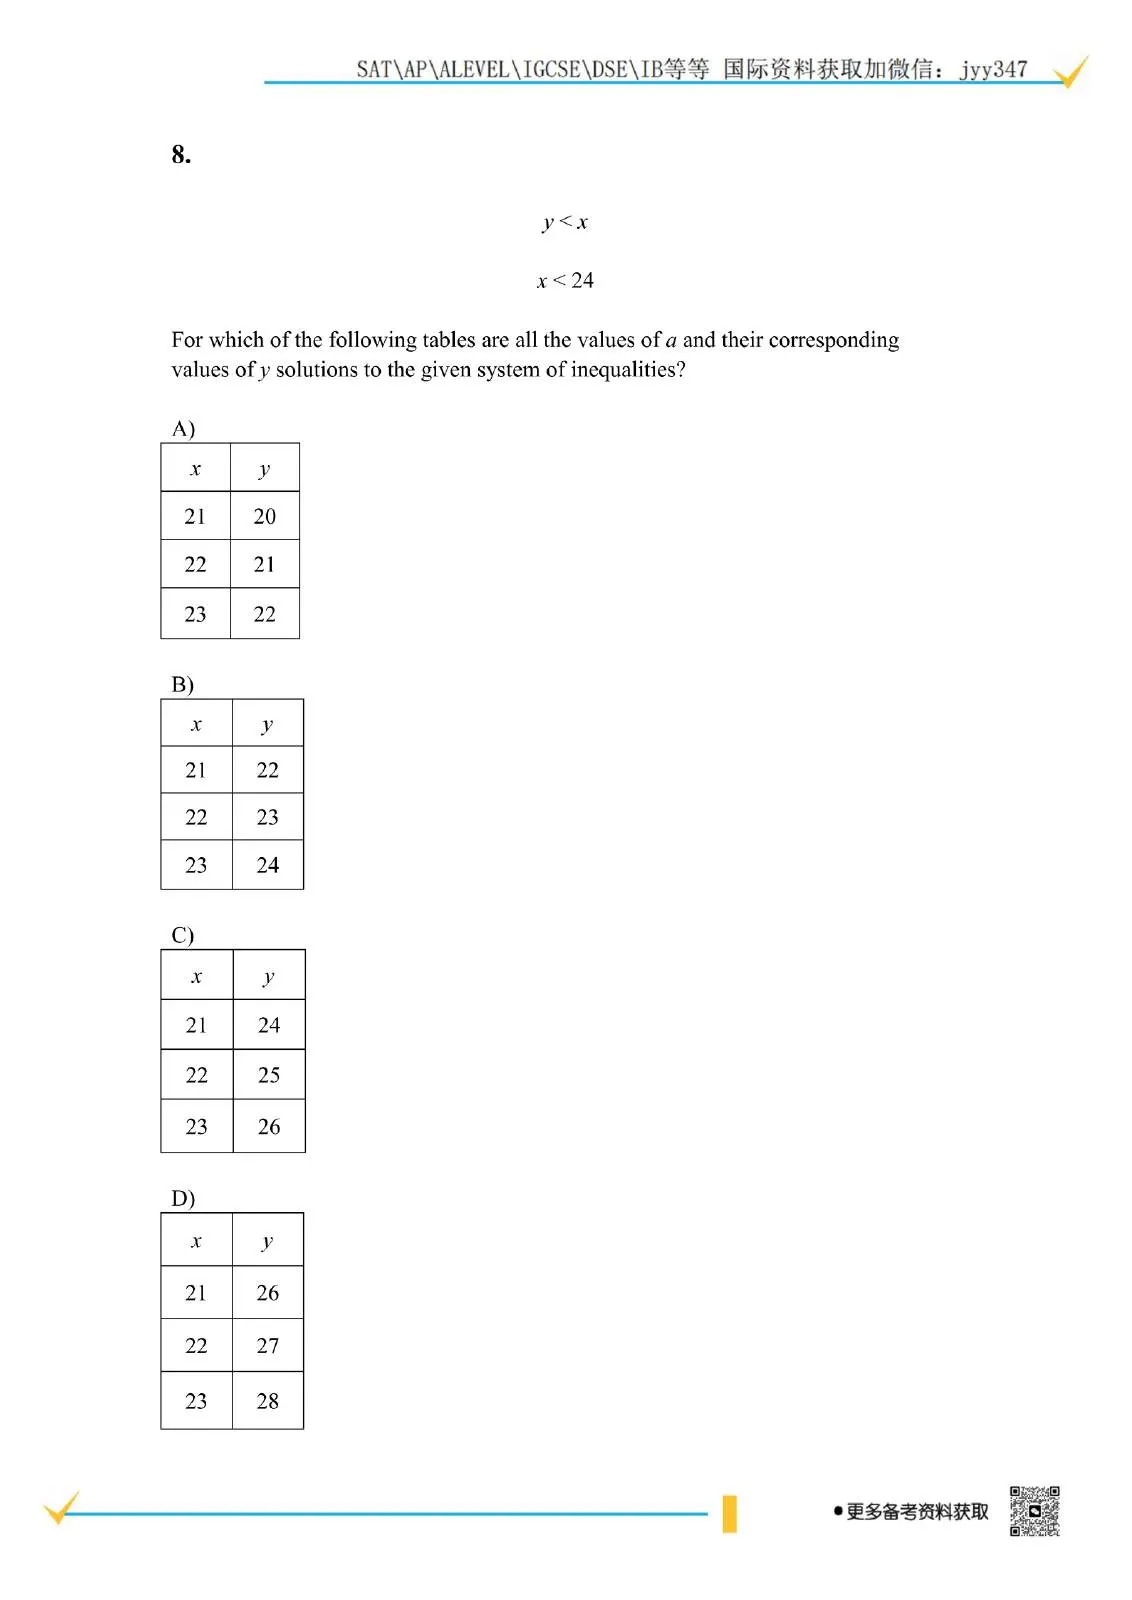 SAT\AP\ALEVEL\IGCSE\DSE\IB等等 国际资料获取加微信：jyy347
8.
y < x
x < 24
For which of the following tables are all the values of a and their corresponding
values of y solutions to the given system of inequalities?
A)
x y
21 20
22 21
23 22
B)
x y
21 22
22 23
23 24
C)
x y
21 24
22 25
23 26
D)
x y
21 26
22 27
23 28
●更多备考资料获取